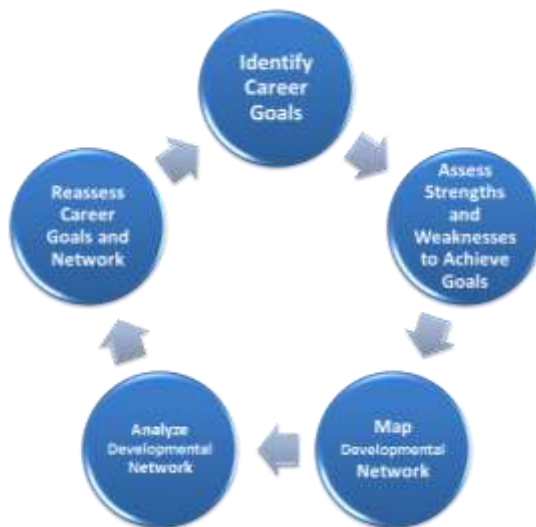 Identify
Career
Goals
Assess
Strengths
and
Weaknesses
to Achieve
Goals
Map
Developmental
Network
Analyze
Developmental
Network
Reassess
Career
Goals and
Network